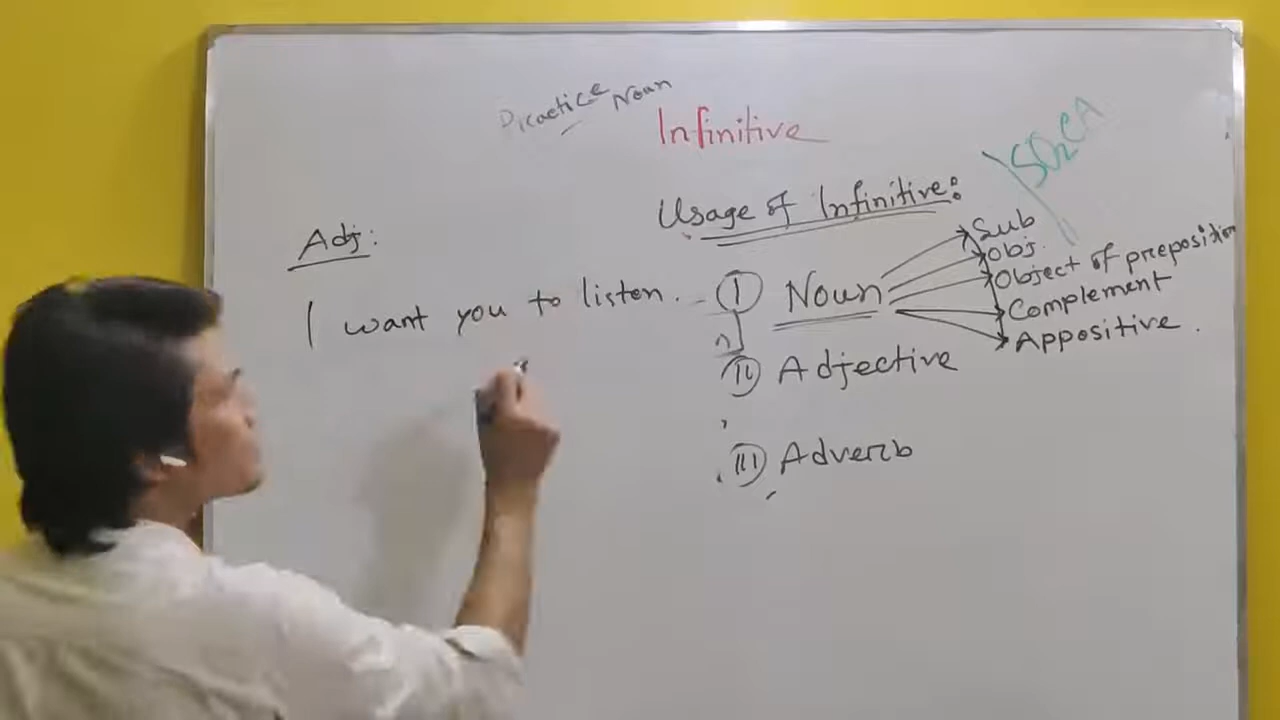 Practice Noun
Infinitive
SO2CA
Usage of Infinitive:
Adj:
I want you to listen.
I Noun
Sub
Obj.
Object of preposition
Complement
Appositive.
II Adjective
III Adverb